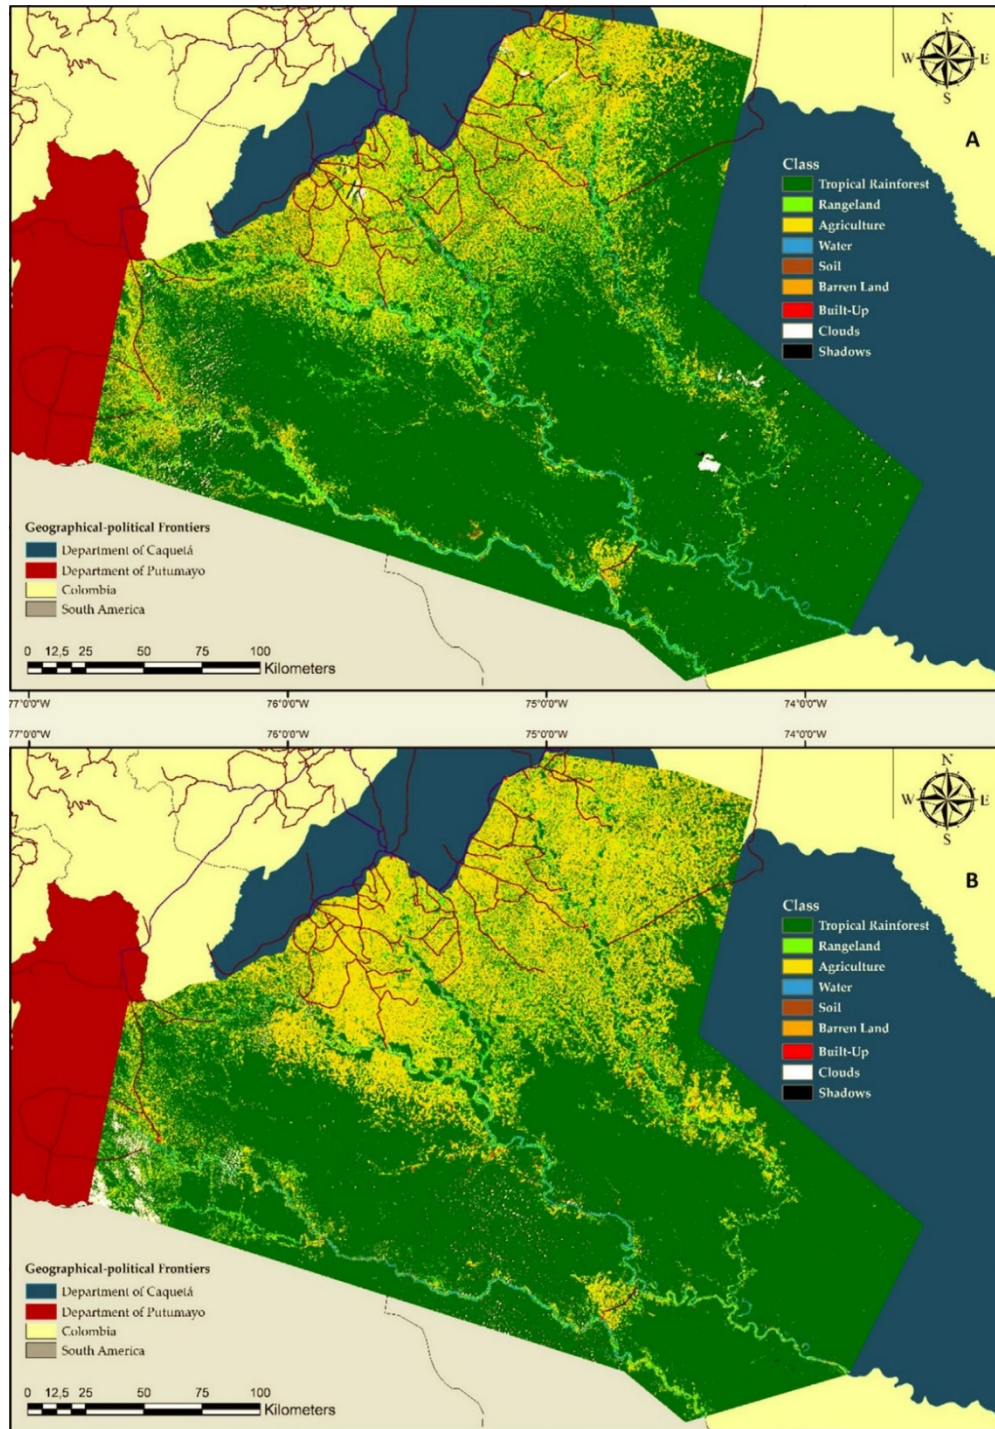 N
W E
S
A
Class
Tropical Rainforest
Rangeland
Agriculture
Water
Soil
Barren Land
Built-Up
Clouds
Shadows
Geographical-political Frontiers
Department of Caquetá
Department of Putumayo
Colombia
South America
0 12,5 25 50 75 100
Kilometers
77°0'0"W 76°0'0"W 75°0'0"W 74°0'0"W
77°0'0"W 76°0'0"W 75°0'0"W 74°0'0"W
N
W E
S
B
Class
Tropical Rainforest
Rangeland
Agriculture
Water
Soil
Barren Land
Built-Up
Clouds
Shadows
Geographical-political Frontiers
Department of Caquetá
Department of Putumayo
Colombia
South America
0 12,5 25 50 75 100
Kilometers